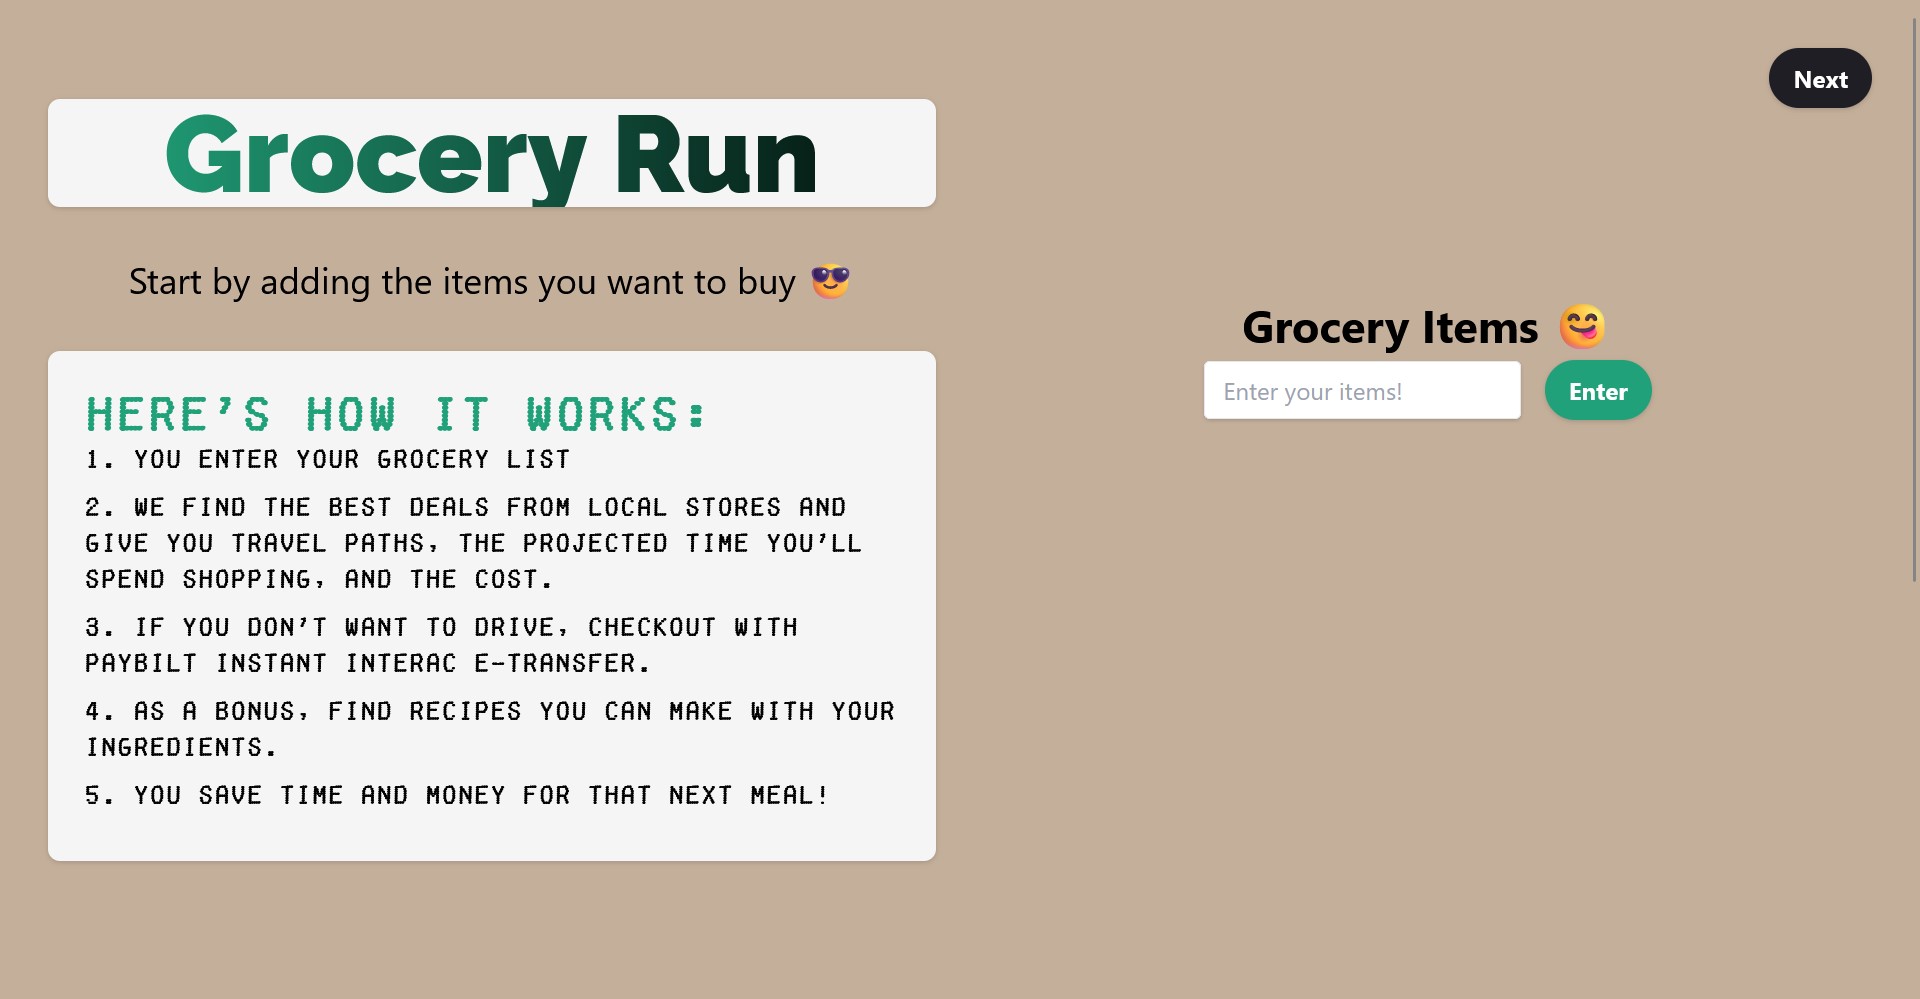 Next
Grocery Run
Start by adding the items you want to buy 😎
HERE'S HOW IT WORKS:
1. YOU ENTER YOUR GROCERY LIST
2. WE FIND THE BEST DEALS FROM LOCAL STORES AND
GIVE YOU TRAVEL PATHS, THE PROJECTED TIME YOU'LL
SPEND SHOPPING, AND THE COST.
3. IF YOU DON'T WANT TO DRIVE, CHECKOUT WITH
PAYBILT INSTANT INTERAC E-TRANSFER.
4. AS A BONUS, FIND RECIPES YOU CAN MAKE WITH YOUR
INGREDIENTS.
5. YOU SAVE TIME AND MONEY FOR THAT NEXT MEAL!
Grocery Items 😋
Enter your items!
Enter